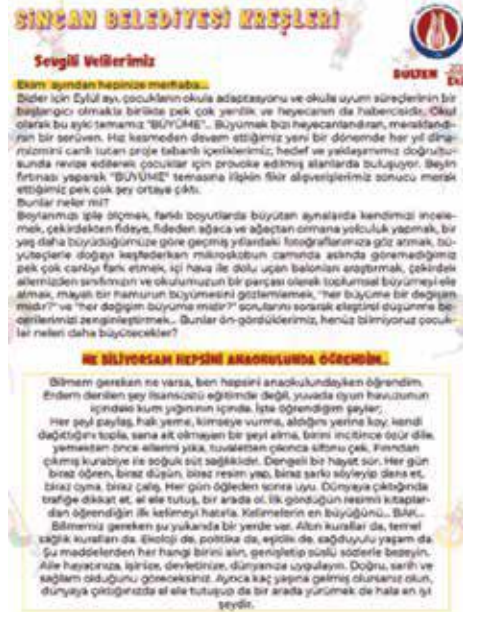 SİNCAN BELEDİYESİ KREŞLERİ
Sevgili Velilerimiz
BÜLTEN
Ekim ayından hepinize merhaba...
Bizler için Eylül ayı, çocukların okula adaptasyonu ve okula uyum süreçlerinin bir
başlangıcı olmakla birlikte pek çok yenilik ve heyecanın da habercisidir. Okul
olarak bu ayki temamız "BÜYÜME"... Büyümek bizi heyecanlandıran, meraklandı-
ran bir serüven. Hız kesmeden devam ettiğimiz yeni bir dönemde her yıl dina-
mizmini canlı tutan proje tabanlı içeriklerimiz; hedef ve yaklaşımımız doğrultu-
sunda revize edilerek çocuklar için provoke edilmiş alanlarda buluşuyor. Beyin
fırtınası yaparak "BÜYÜME" temasına ilişkin fikir alışverişlerimiz sonucu merak
ettiğimiz pek çok şey ortaya çıktı.
Bunlar neler mi?
Boylarımızı iple ölçmek, farklı boyutlarda büyüten aynalarda kendimizi incele-
mek, çekirdekten fideye, fideden ağaca ve ağaçtan ormana yolculuk yapmak, bir
yaş daha büyüdüğümüze göre geçmiş yıllardaki fotoğraflarımıza göz atmak, bü-
yüteçlerle doğayı keşfederken mikroskobun camında aslında göremediğimiz
pek çok canlıyı fark etmek, içi hava ile dolu uçan balonları araştırmak, çekirdek
ailemizden sınıfımızın ve okulumuzun bir parçası olarak toplumsal büyümeyi ele
almak, mayalı bir hamurun büyümesini gözlemlemek, "her büyüme bir değişim
midir?" ve "her değişim büyüme midir?" sorularını sorarak eleştirel düşünme be-
cerilerimizi zenginleştirmek... Bunlar ön-gördüklerimiz, henüz bilmiyoruz çocuk-
lar neleri daha büyütecekler?
NE BİLİYORSAM HEPSİNİ ANAOKULUNDA ÖĞRENDİM...
Bilmem gereken ne varsa, ben hepsini anaokulundayken öğrendim.
Erdem denilen şey lisansüstü eğitimde değil, yuvada oyun havuzunun
içindeki kum yığınının içinde. İşte öğrendiğim şeyler;
Her şeyi paylaş, hak yeme, kimseye vurma, aldığını yerine koy, kendi
dağıttığını topla, sana ait olmayan bir şeyi alma, birini incitince özür dile,
yemekten önce ellerini yıka, tuvaletten çıkınca sifonu çek. Fırından
çıkmış kurabiye ile soğuk süt sağlıklıdır. Dengeli bir hayat sür. Her gün
biraz öğren, biraz düşün, biraz resim yap, biraz şarkı söyleyip dans et,
biraz oyna, biraz çalış. Her gün öğleden sonra uyu. Dünyaya çıktığında
trafiğe dikkat et, el ele tutuş, bir arada ol. İlk gördüğün resimli kitaplar-
dan öğrendiğin ilk kelimeyi hatırla. Kelimelerin en büyüğünü... BAK...
Bilmemiz gereken şu yukarıda bir yerde var. Altın kurallar da, temel
sağlık kuralları da. Ekoloji de, politika da, eşitlik de, sağduyulu yaşam da.
Şu maddelerden her hangi birini alın, genişletip süslü sözlerle bezeyin.
Aile hayatınıza, işinize, devletinize, dünyanıza uygulayın. Doğru, sarih ve
sağlam olduğunu göreceksiniz. Ayrıca kaç yaşına gelmiş olursanız olun,
dünyaya çıktığınızda el ele tutuşup da bir arada yürümek de hala en iyi
şeydir.